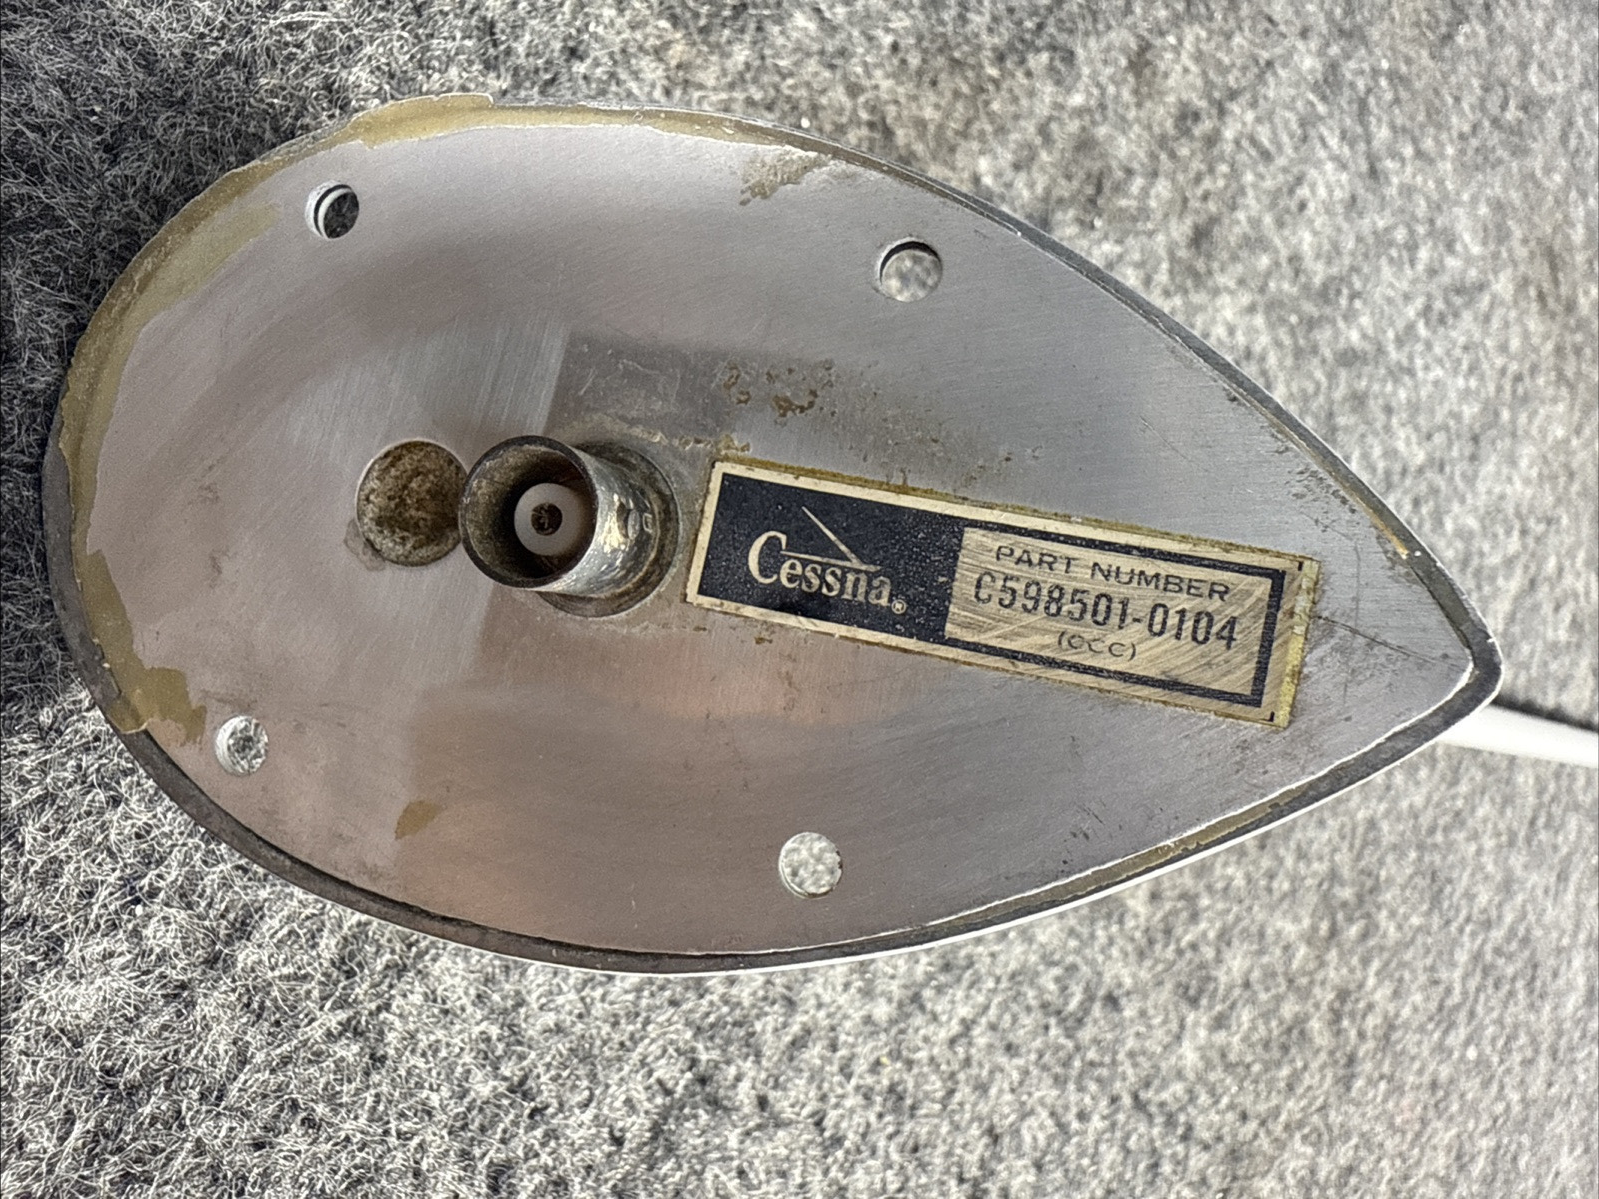 Cessna®
PART NUMBER
C598501-0104
(CCC)